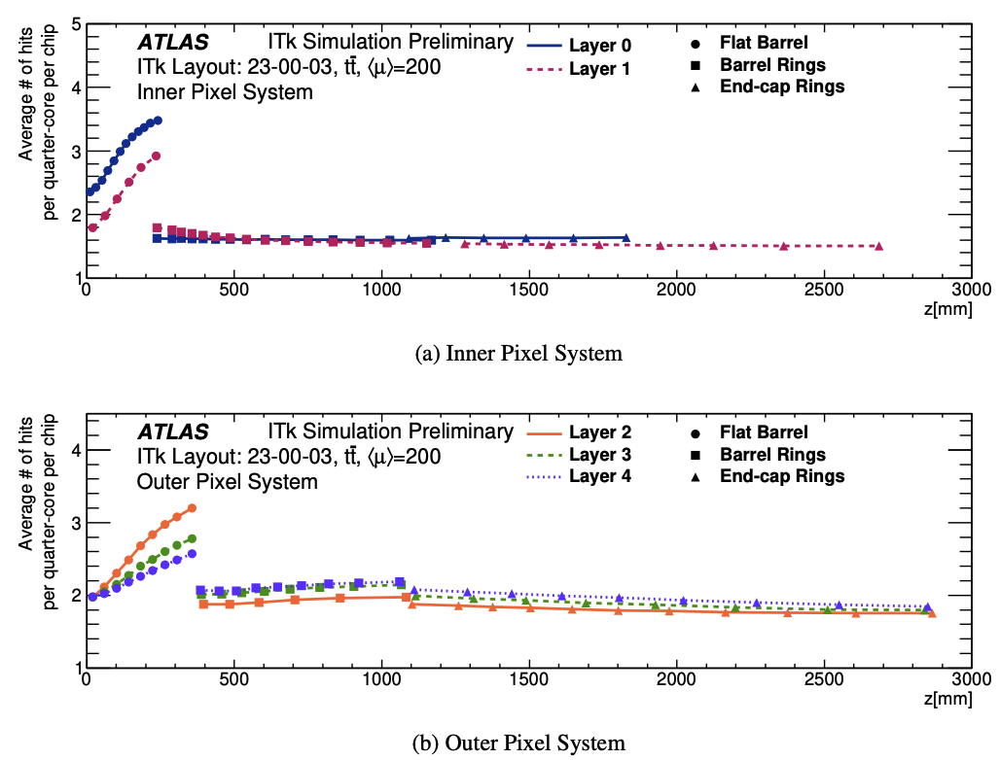 Average # of hits
per quarter-core per chip
5
4
3
2
1
ATLAS ITk Simulation Preliminary
ITk Layout: 23-00-03, tt̄, ⟨μ⟩=200
Inner Pixel System
Layer 0
Layer 1
Flat Barrel
Barrel Rings
End-cap Rings
0 500 1000 1500 2000 2500 3000
z[mm]
(a) Inner Pixel System
Average # of hits
per quarter-core per chip
4
3
2
1
ATLAS ITk Simulation Preliminary
ITk Layout: 23-00-03, tt̄, ⟨μ⟩=200
Outer Pixel System
Layer 2
Layer 3
Layer 4
Flat Barrel
Barrel Rings
End-cap Rings
0 500 1000 1500 2000 2500 3000
z[mm]
(b) Outer Pixel System